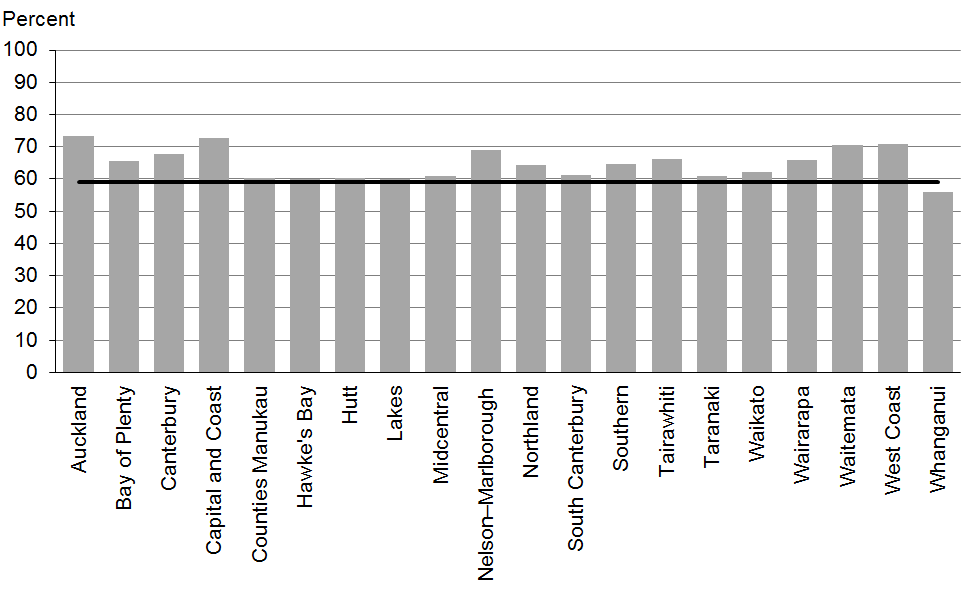 Percent
100
90
80
70
60
50
40
30
20
10
0
Auckland
Bay of Plenty
Canterbury
Capital and Coast
Counties Manukau
Hawke's Bay
Hutt
Lakes
Midcentral
Nelson–Marlborough
Northland
South Canterbury
Southern
Tairawhiti
Taranaki
Waikato
Wairarapa
Waitemata
West Coast
Whanganui